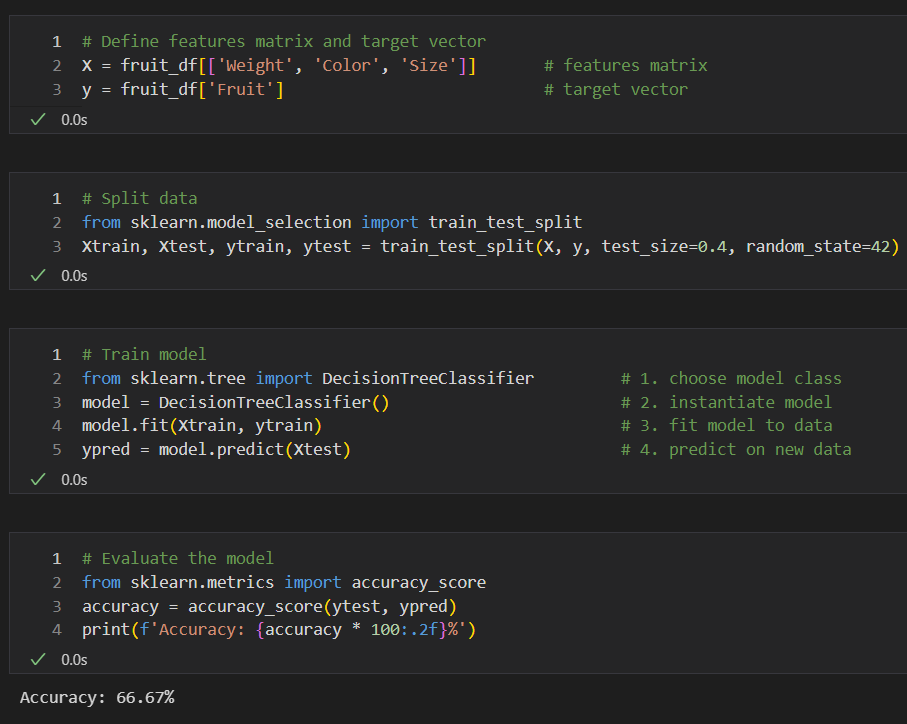 1 # Define features matrix and target vector
2 X = fruit_df[['Weight', 'Color', 'Size']] # features matrix
3 y = fruit_df['Fruit'] # target vector
✓ 0.0s
1 # Split data
2 from sklearn.model_selection import train_test_split
3 Xtrain, Xtest, ytrain, ytest = train_test_split(X, y, test_size=0.4, random_state=42)
✓ 0.0s
1 # Train model
2 from sklearn.tree import DecisionTreeClassifier # 1. choose model class
3 model = DecisionTreeClassifier() # 2. instantiate model
4 model.fit(Xtrain, ytrain) # 3. fit model to data
5 ypred = model.predict(Xtest) # 4. predict on new data
✓ 0.0s
1 # Evaluate the model
2 from sklearn.metrics import accuracy_score
3 accuracy = accuracy_score(ytest, ypred)
4 print(f'Accuracy: {accuracy * 100:.2f}%')
✓ 0.0s
Accuracy: 66.67%